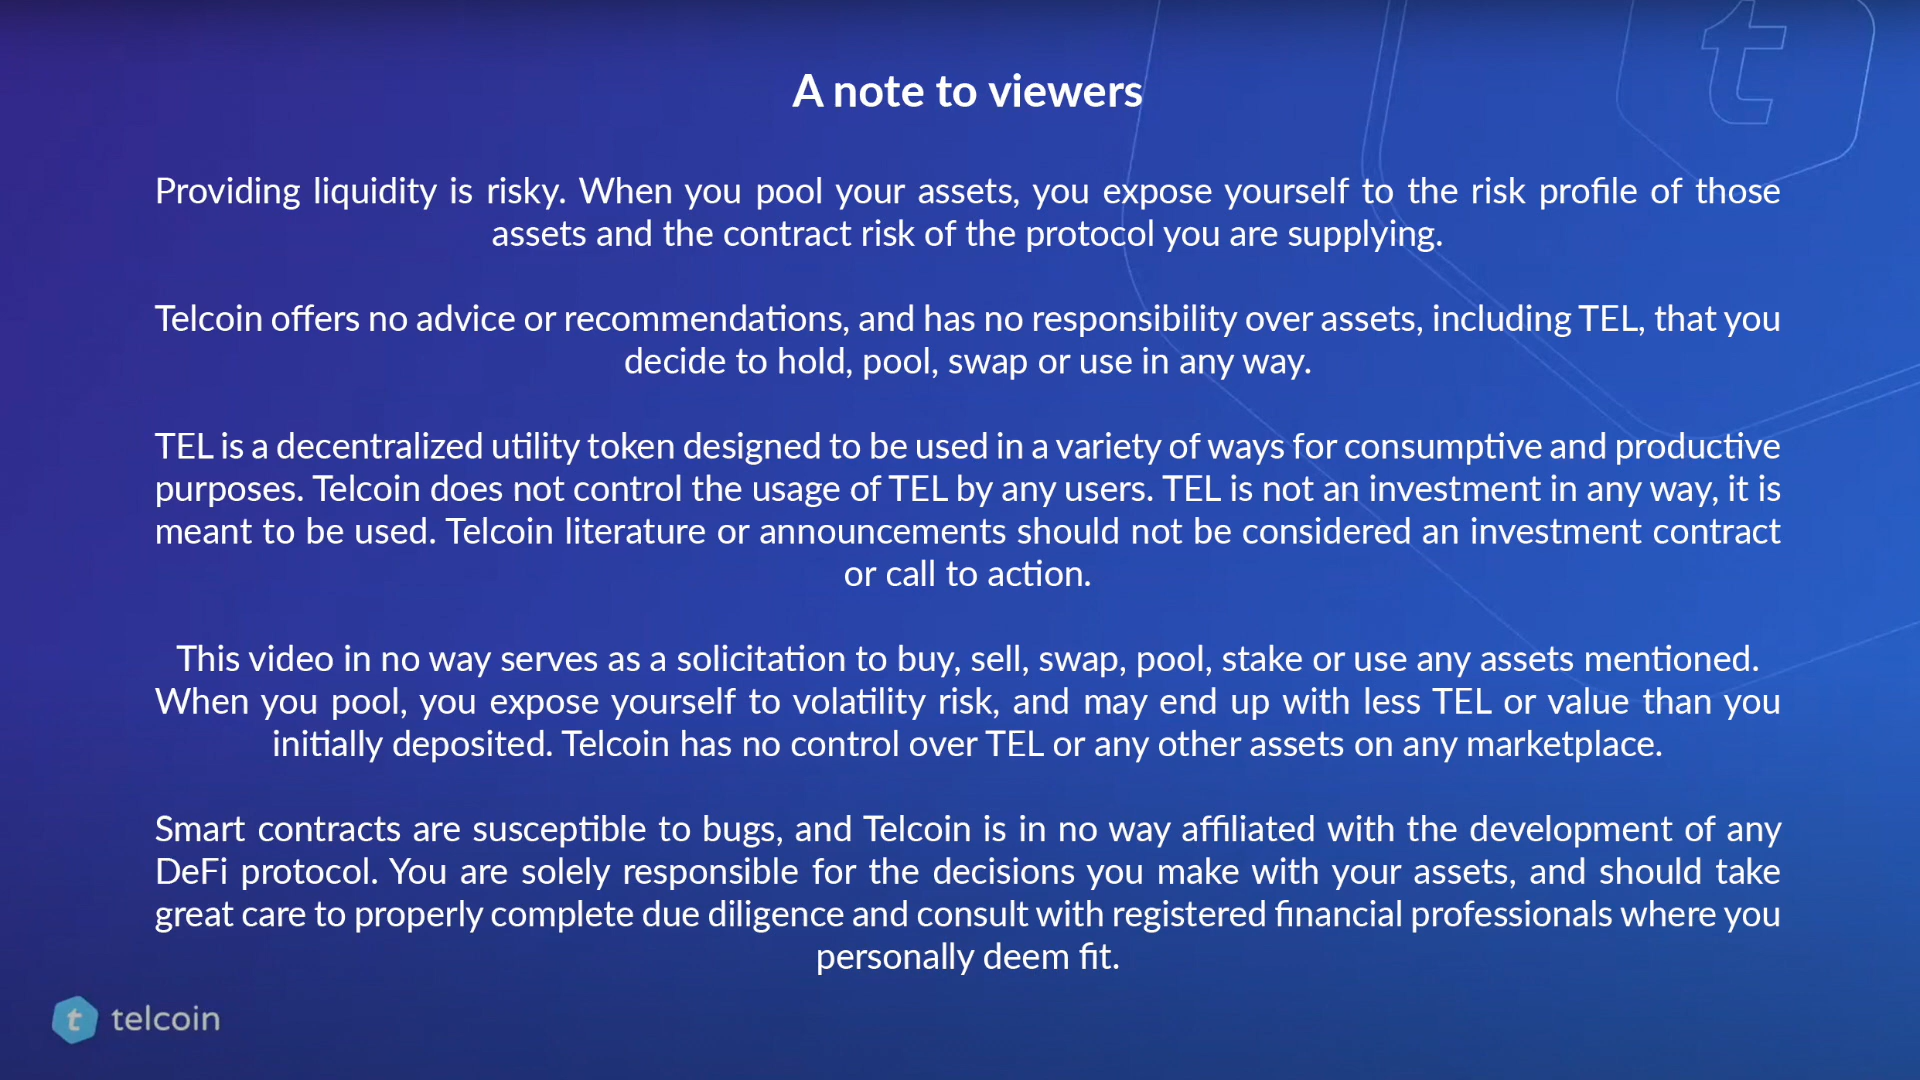 A note to viewers
Providing liquidity is risky. When you pool your assets, you expose yourself to the risk profile of those
assets and the contract risk of the protocol you are supplying.
Telcoin offers no advice or recommendations, and has no responsibility over assets, including TEL, that you
decide to hold, pool, swap or use in any way.
TEL is a decentralized utility token designed to be used in a variety of ways for consumptive and productive
purposes. Telcoin does not control the usage of TEL by any users. TEL is not an investment in any way, it is
meant to be used. Telcoin literature or announcements should not be considered an investment contract
or call to action.
This video in no way serves as a solicitation to buy, sell, swap, pool, stake or use any assets mentioned.
When you pool, you expose yourself to volatility risk, and may end up with less TEL or value than you
initially deposited. Telcoin has no control over TEL or any other assets on any marketplace.
Smart contracts are susceptible to bugs, and Telcoin is in no way affiliated with the development of any
DeFi protocol. You are solely responsible for the decisions you make with your assets, and should take
great care to properly complete due diligence and consult with registered financial professionals where you
personally deem fit.
t telcoin
t